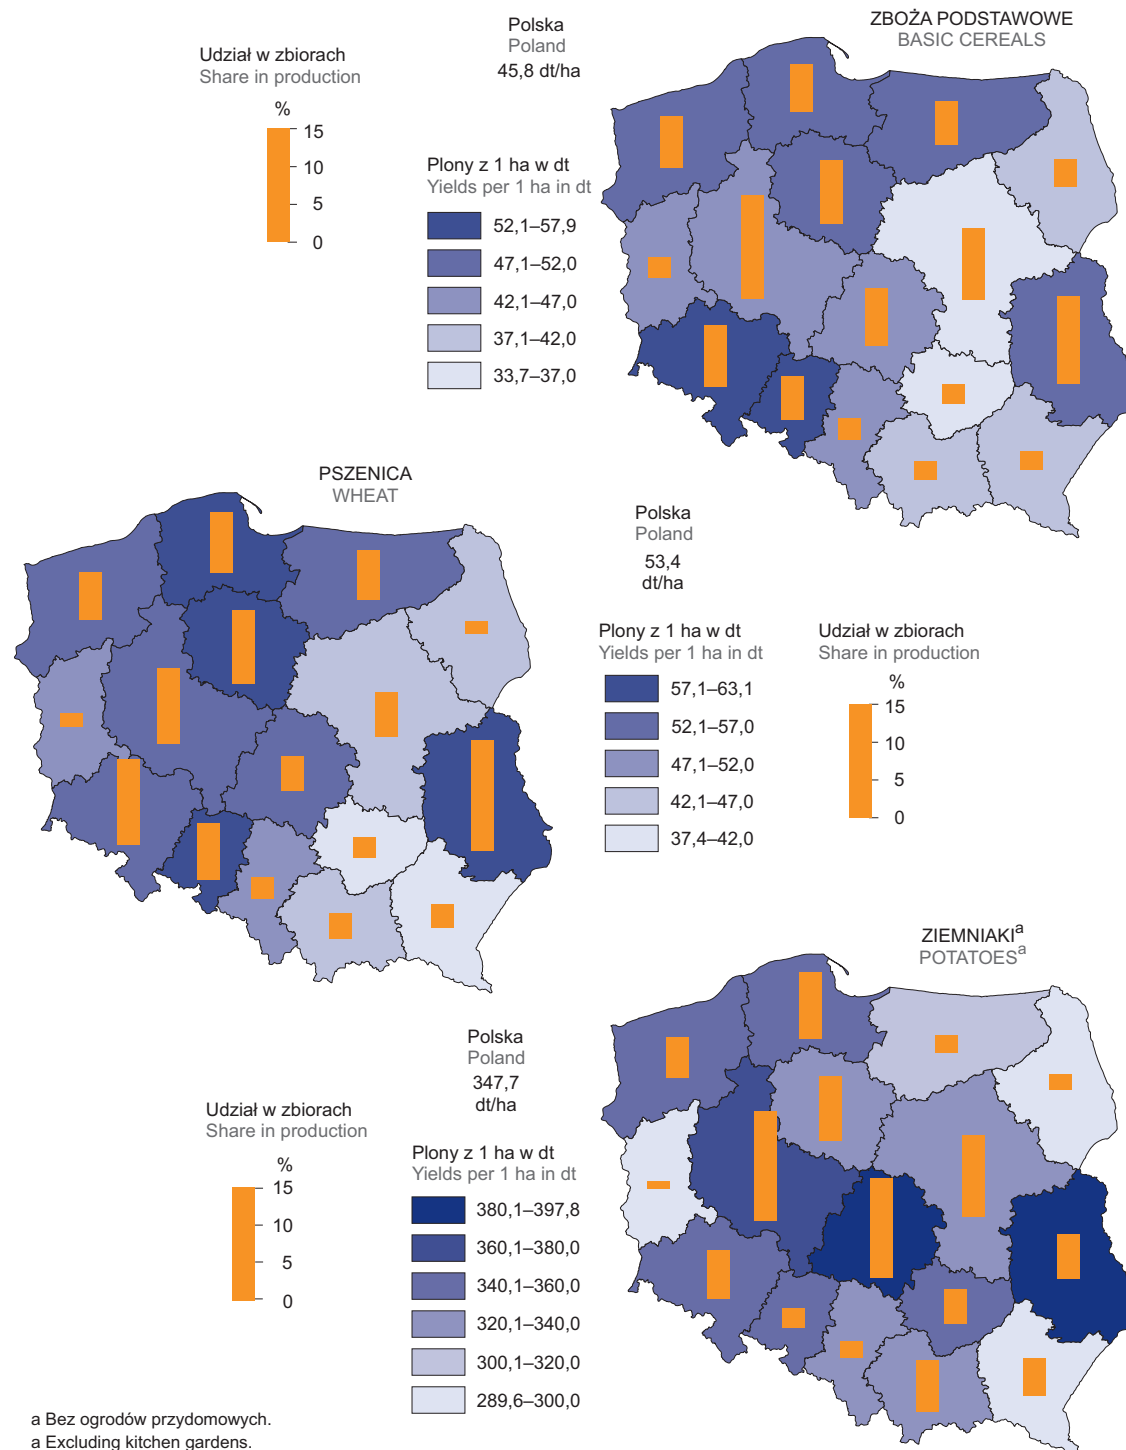 ZBOŻA PODSTAWOWE
BASIC CEREALS
Polska
Poland
45,8 dt/ha
Udział w zbiorach
Share in production
%
15
10
5
0
Plony z 1 ha w dt
Yields per 1 ha in dt
52,1–57,9
47,1–52,0
42,1–47,0
37,1–42,0
33,7–37,0
PSZENICA
WHEAT
Polska
Poland
53,4
dt/ha
Plony z 1 ha w dt
Yields per 1 ha in dt
57,1–63,1
52,1–57,0
47,1–52,0
42,1–47,0
37,4–42,0
Udział w zbiorach
Share in production
%
15
10
5
0
ZIEMNIAKIa
POTATOESa
Polska
Poland
347,7
dt/ha
Udział w zbiorach
Share in production
%
15
10
5
0
Plony z 1 ha w dt
Yields per 1 ha in dt
380,1–397,8
360,1–380,0
340,1–360,0
320,1–340,0
300,1–320,0
289,6–300,0
a Bez ogrodów przydomowych.
a Excluding kitchen gardens.